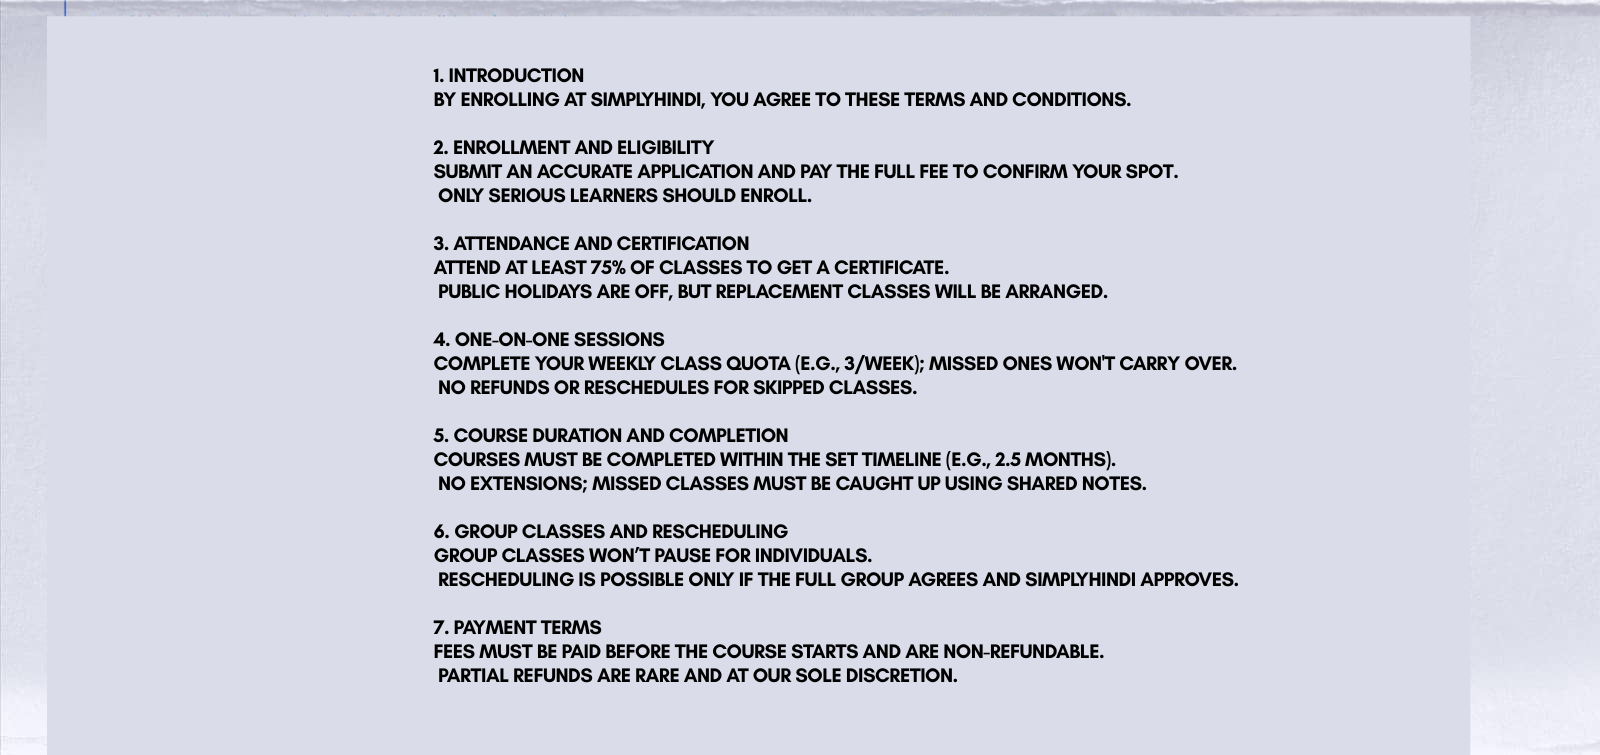 1. INTRODUCTION
BY ENROLLING AT SIMPLYHINDI, YOU AGREE TO THESE TERMS AND CONDITIONS.
2. ENROLLMENT AND ELIGIBILITY
SUBMIT AN ACCURATE APPLICATION AND PAY THE FULL FEE TO CONFIRM YOUR SPOT.
ONLY SERIOUS LEARNERS SHOULD ENROLL.
3. ATTENDANCE AND CERTIFICATION
ATTEND AT LEAST 75% OF CLASSES TO GET A CERTIFICATE.
PUBLIC HOLIDAYS ARE OFF, BUT REPLACEMENT CLASSES WILL BE ARRANGED.
4. ONE-ON-ONE SESSIONS
COMPLETE YOUR WEEKLY CLASS QUOTA (E.G., 3/WEEK); MISSED ONES WON'T CARRY OVER.
NO REFUNDS OR RESCHEDULES FOR SKIPPED CLASSES.
5. COURSE DURATION AND COMPLETION
COURSES MUST BE COMPLETED WITHIN THE SET TIMELINE (E.G., 2.5 MONTHS).
NO EXTENSIONS; MISSED CLASSES MUST BE CAUGHT UP USING SHARED NOTES.
6. GROUP CLASSES AND RESCHEDULING
GROUP CLASSES WON’T PAUSE FOR INDIVIDUALS.
RESCHEDULING IS POSSIBLE ONLY IF THE FULL GROUP AGREES AND SIMPLYHINDI APPROVES.
7. PAYMENT TERMS
FEES MUST BE PAID BEFORE THE COURSE STARTS AND ARE NON-REFUNDABLE.
PARTIAL REFUNDS ARE RARE AND AT OUR SOLE DISCRETION.